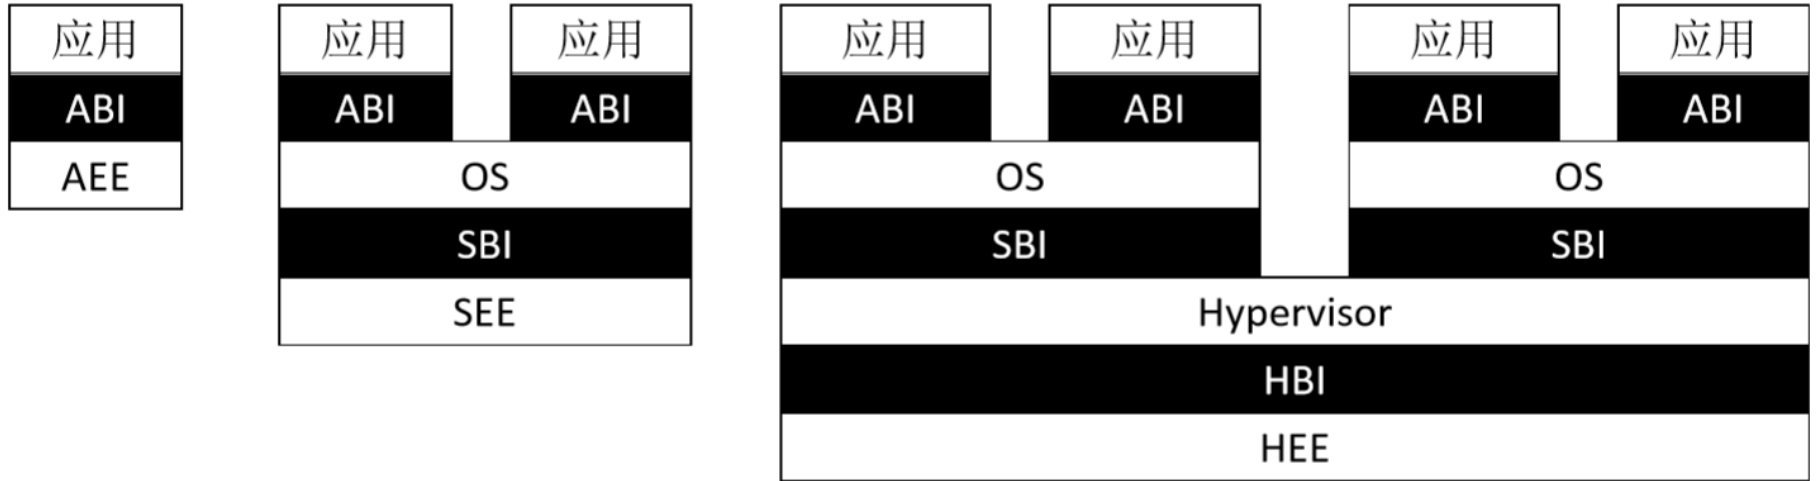 应用 应用 应用 应用 应用 应用 应用
ABI ABI ABI ABI ABI ABI ABI
AEE OS OS OS
SBI SBI SBI
SEE Hypervisor
HBI
HEE